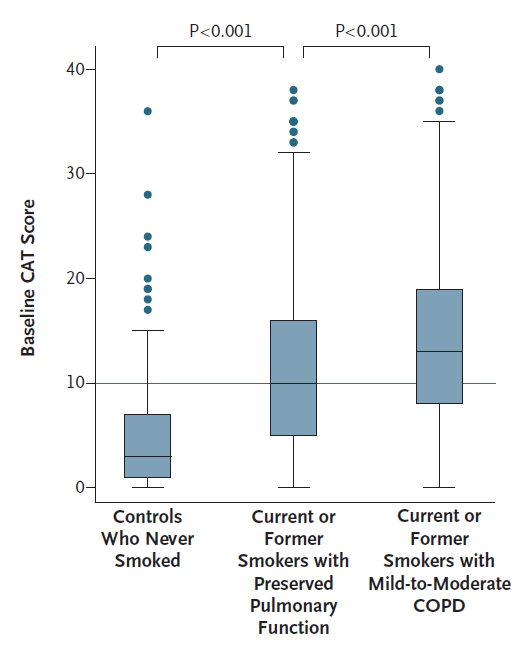 P<0.001
P<0.001
Baseline CAT Score
40
30
20
10
0
Controls
Who Never
Smoked
Current or
Former
Smokers with
Preserved
Pulmonary
Function
Current or
Former
Smokers with
Mild-to-Moderate
COPD